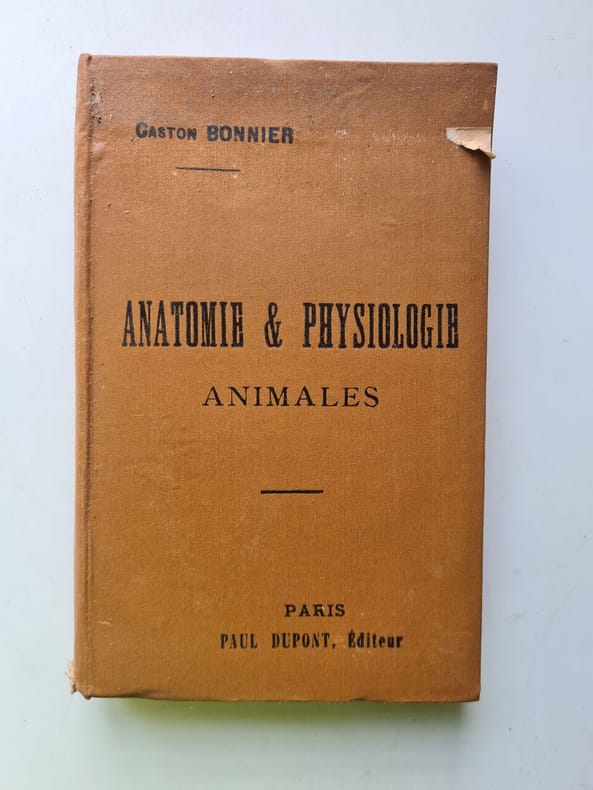 GASTON BONNIER
ANATOMIE & PHYSIOLOGIE
ANIMALES
PARIS
PAUL DUPONT, Éditeur